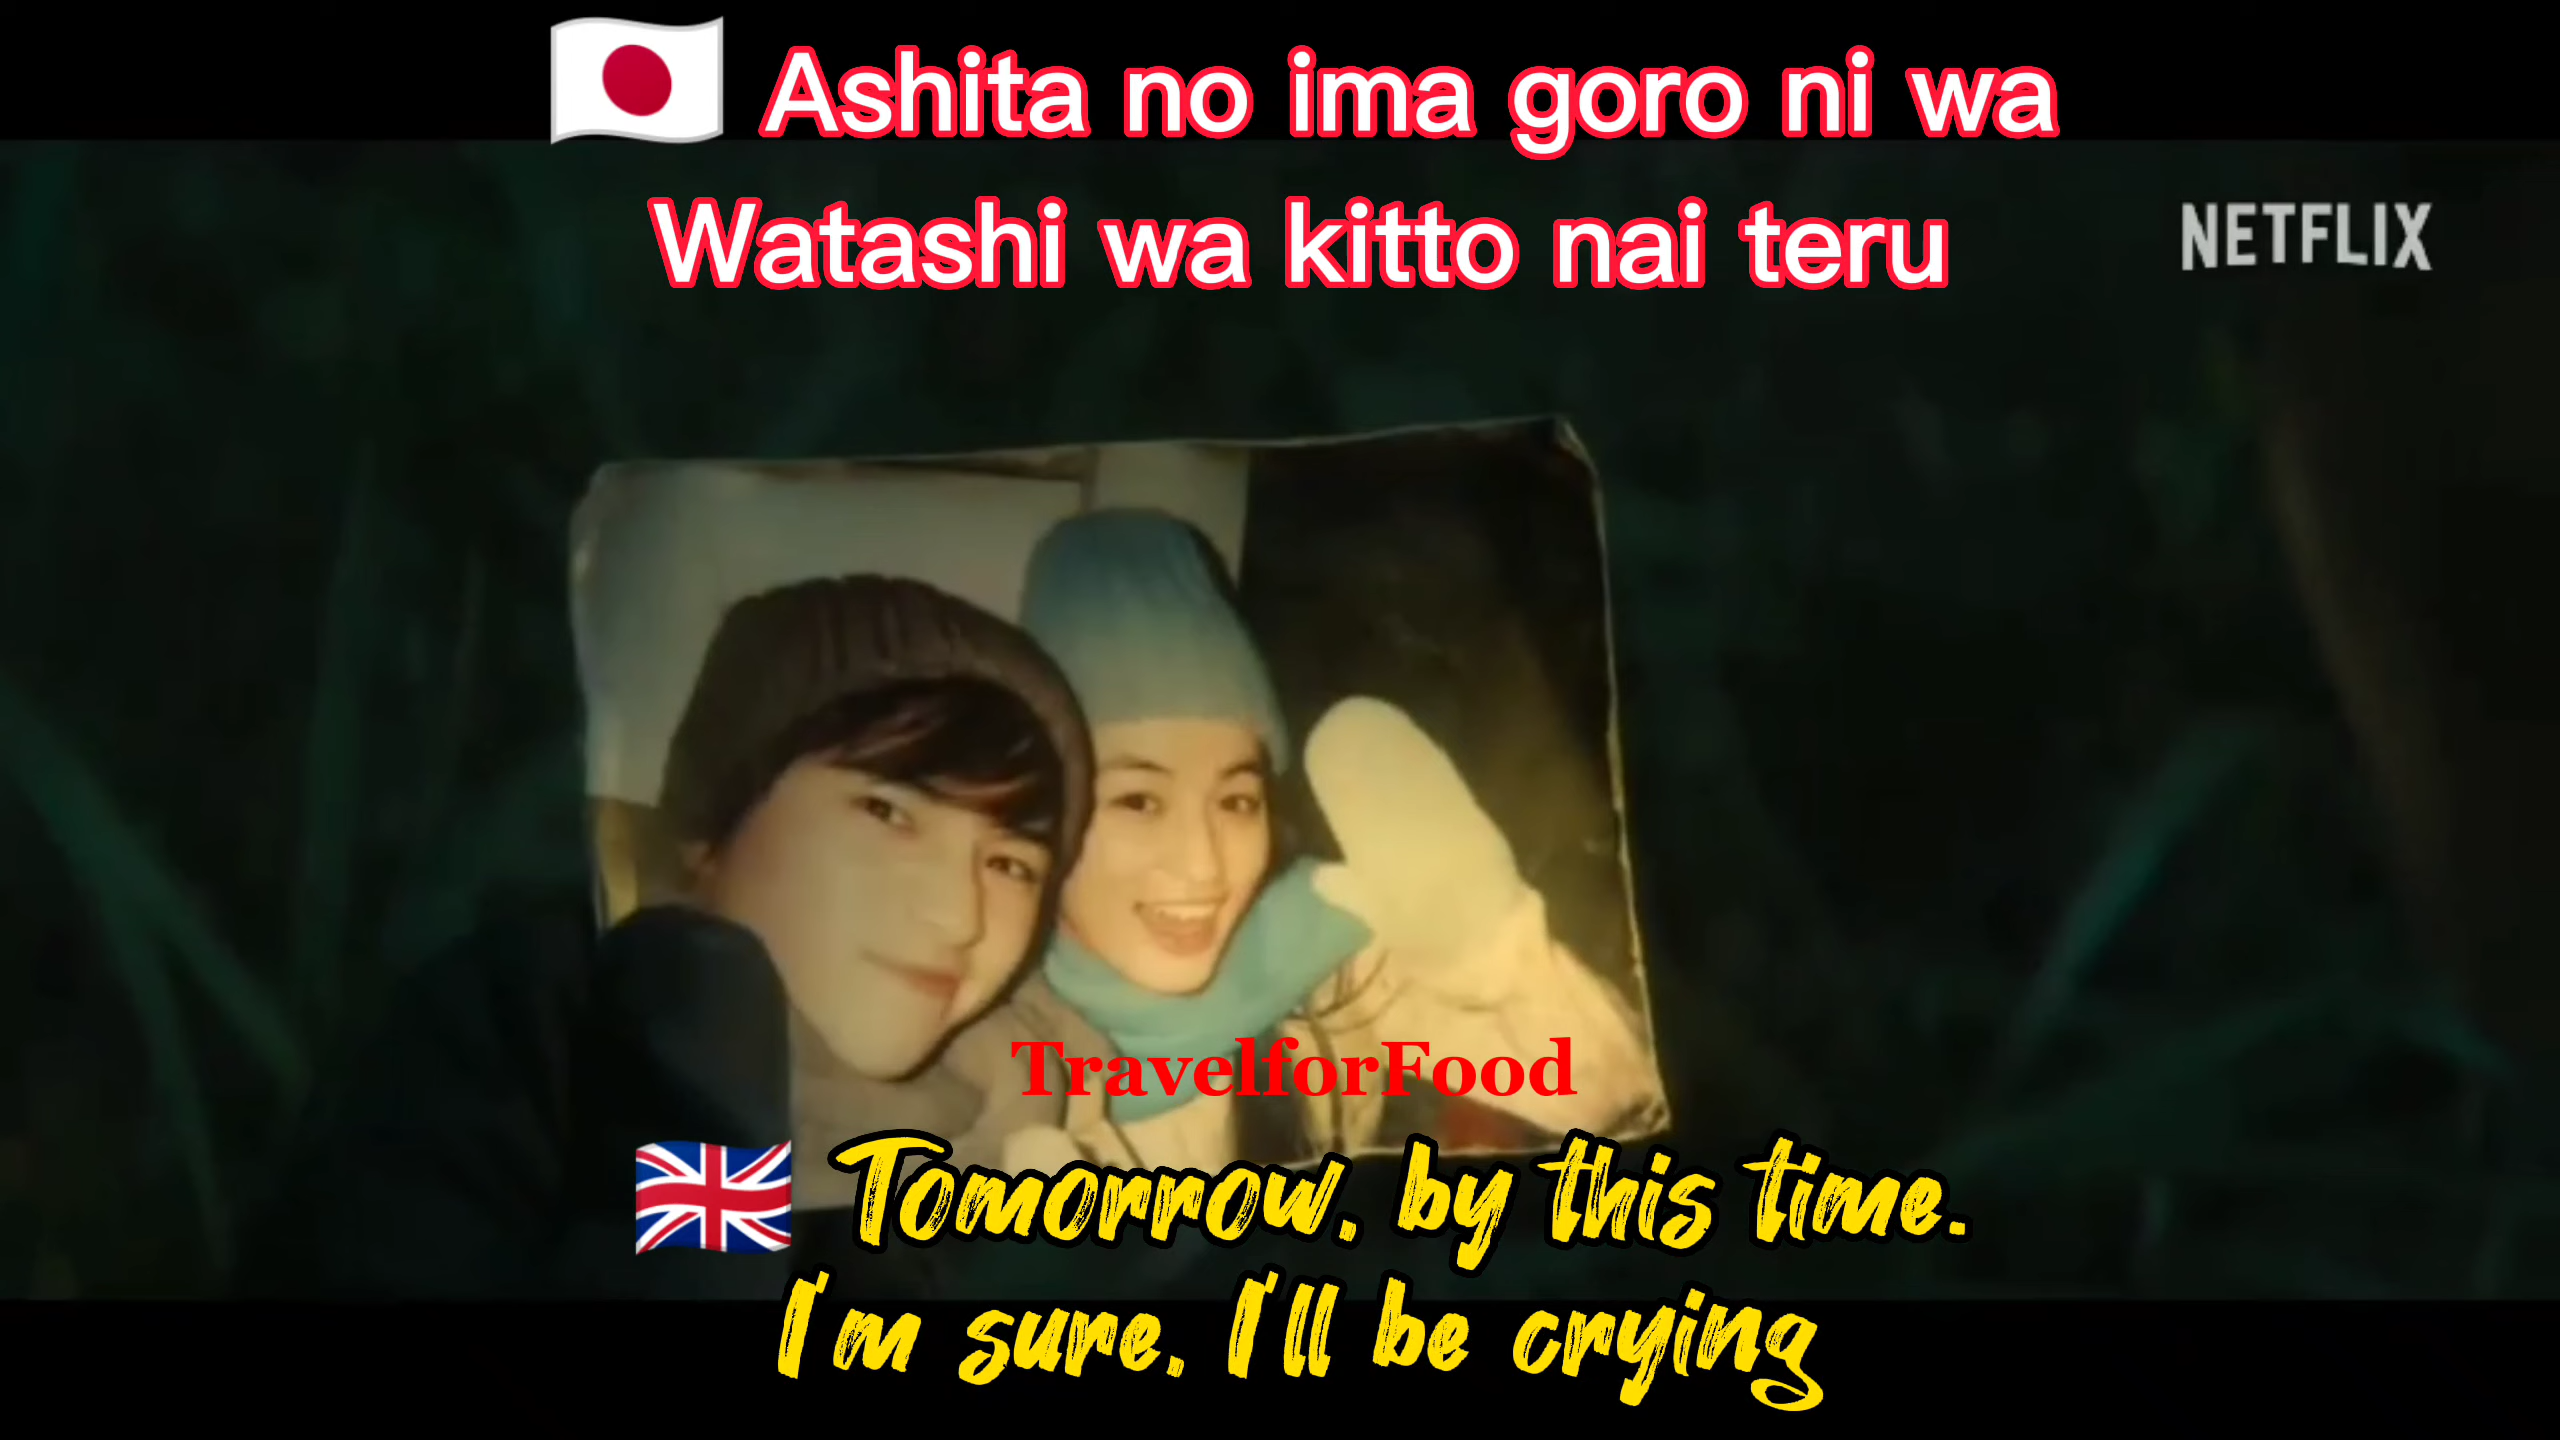 Ashita no ima goro ni wa
Watashi wa kitto nai teru
NETFLIX
TravelforFood
Tomorrow, by this time.
I'm sure, I'll be crying